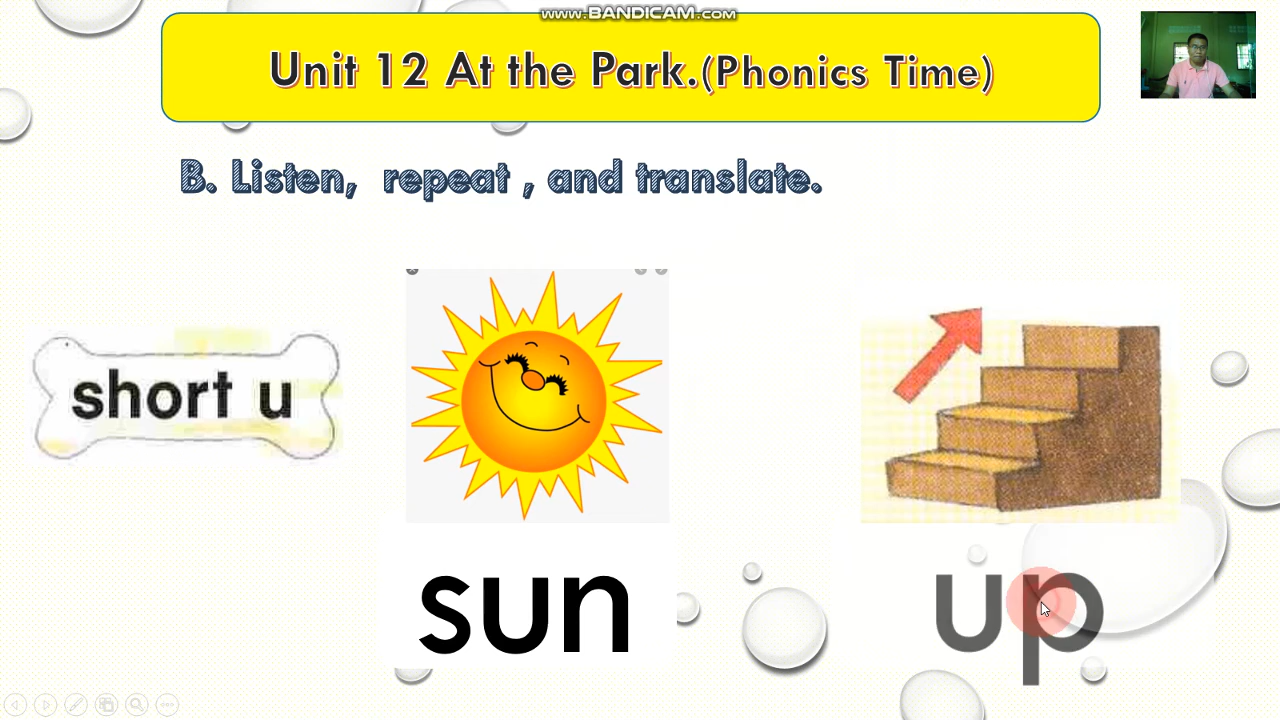 www.BANDICAM.com
Unit 12 At the Park.(Phonics Time)
B. Listen, repeat , and translate.
short u
sun
up